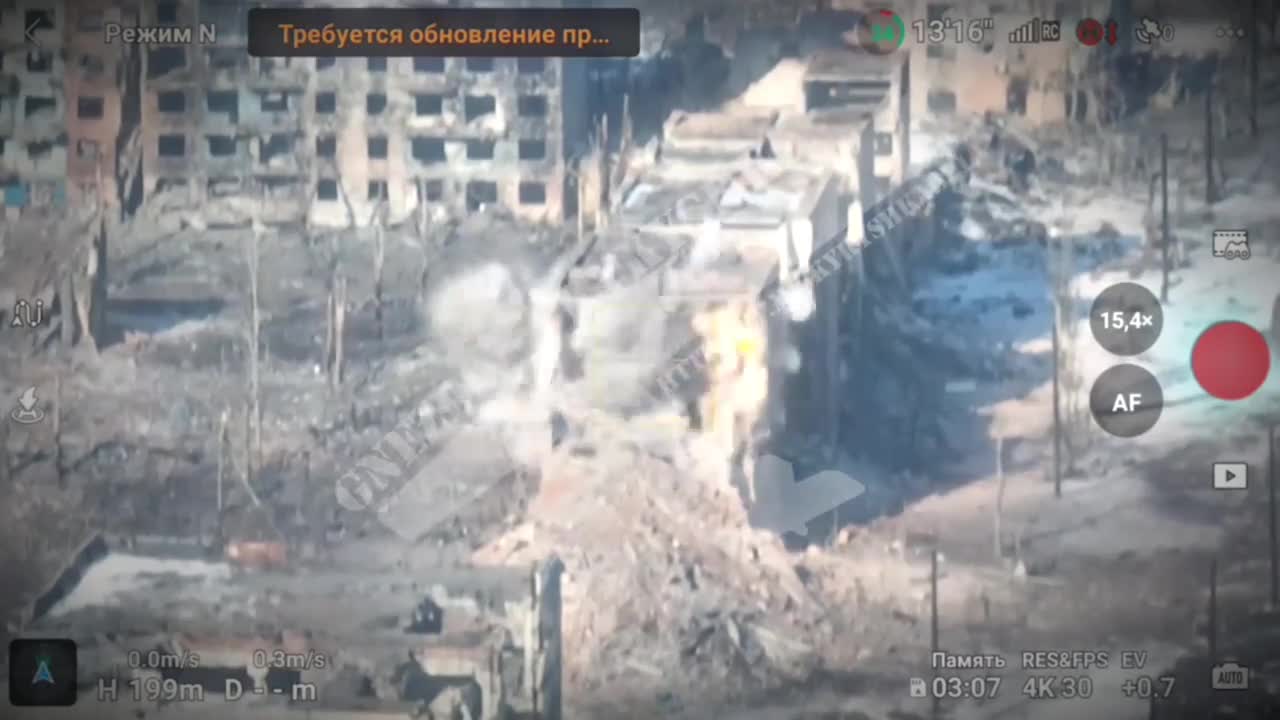 Режим N
Требуется обновление пр...
13'16"
RC
0
15,4×
AF
0.0m/s 0.3m/s
H 199m D - - m
Память RES&FPS EV
03:07 4K 30 +0.7
AUTO